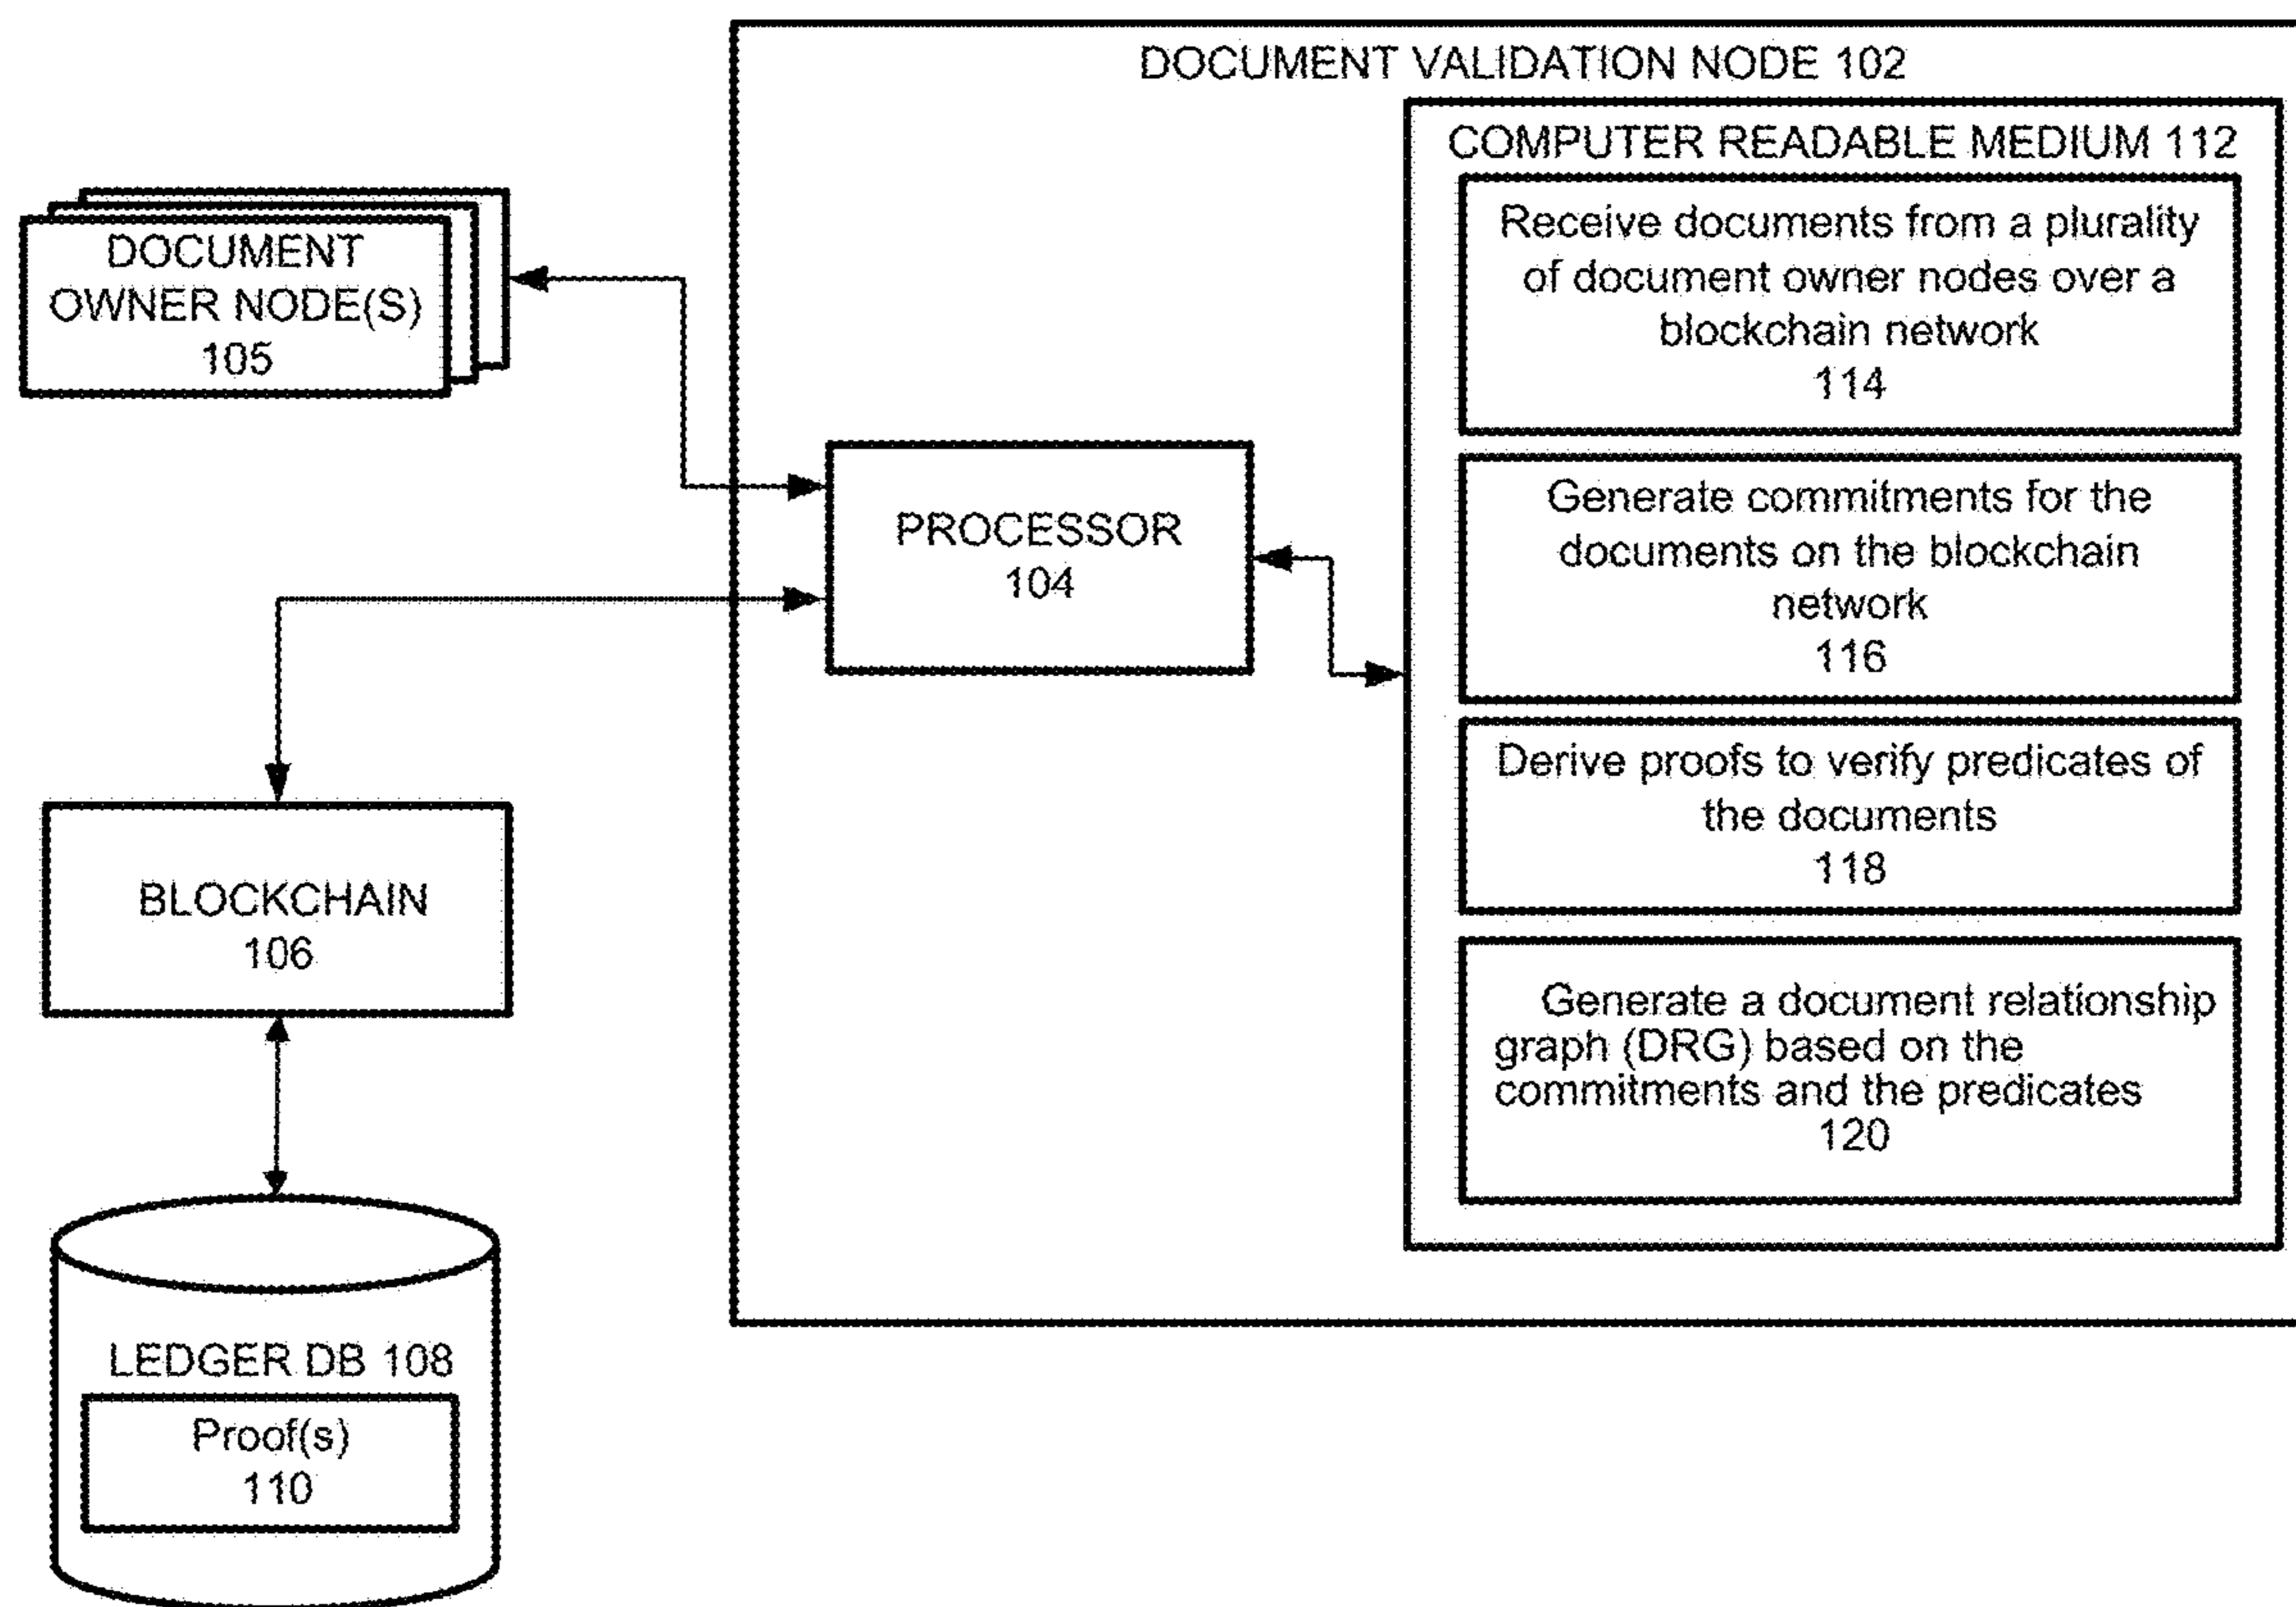 DOCUMENT VALIDATION NODE 102
COMPUTER READABLE MEDIUM 112
Receive documents from a plurality
of document owner nodes over a
blockchain network
114
Generate commitments for the
documents on the blockchain
network
116
Derive proofs to verify predicates of
the documents
118
Generate a document relationship
graph (DRG) based on the
commitments and the predicates
120
DOCUMENT
OWNER NODE(S)
105
PROCESSOR
104
BLOCKCHAIN
106
LEDGER DB 108
Proof(s)
110